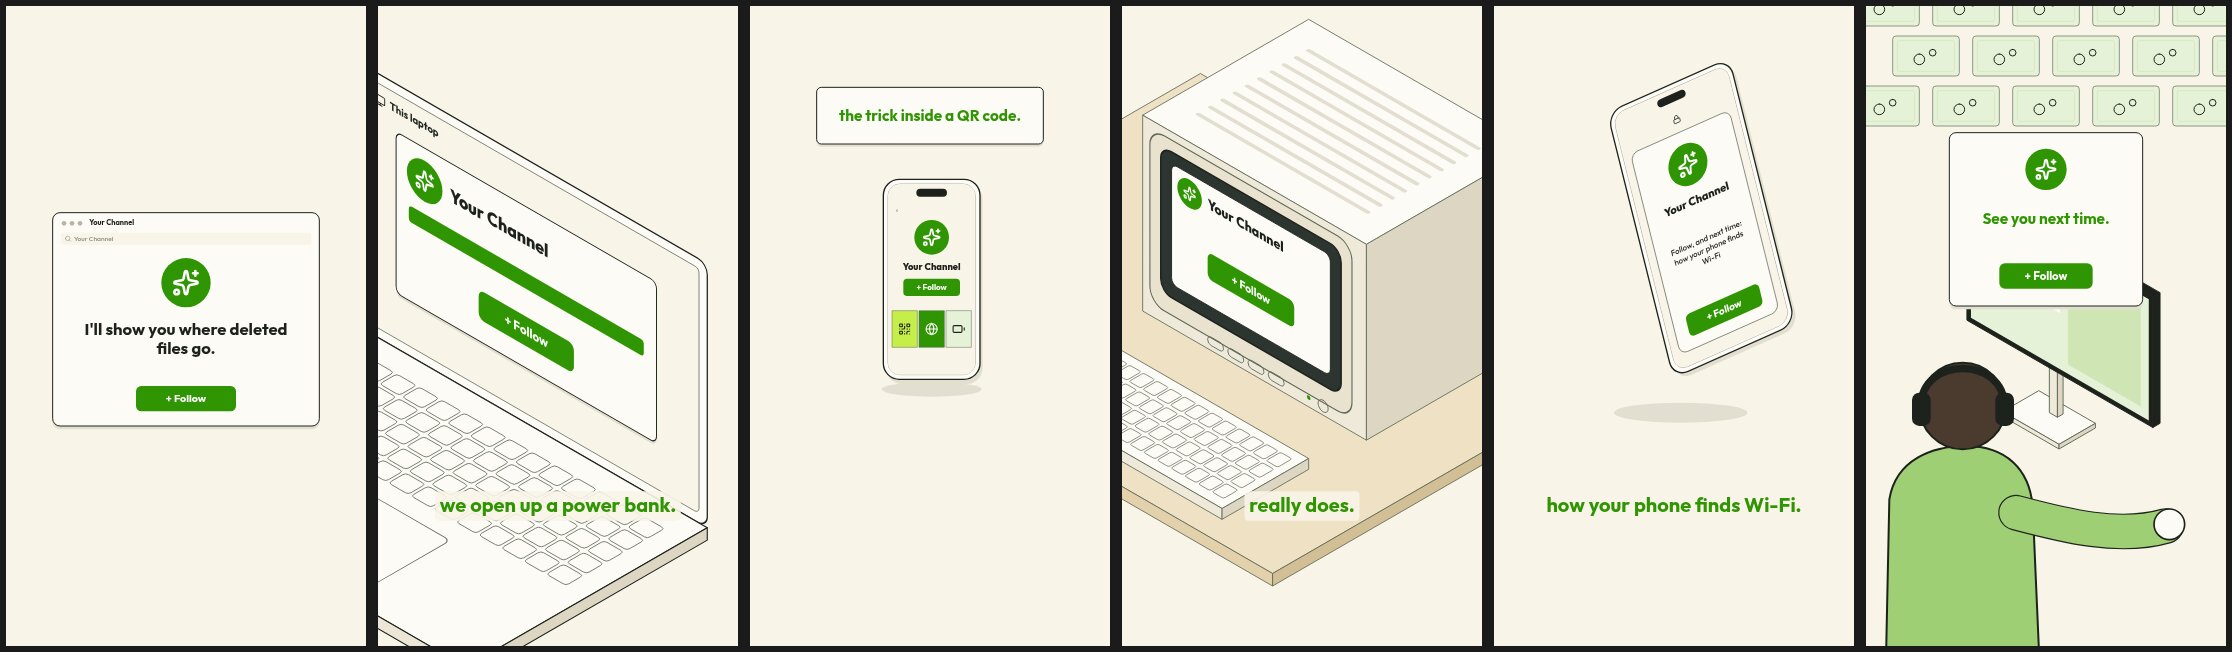 Your Channel
Your Channel
I'll show you where deleted
files go.
+ Follow
This laptop
Your Channel
+ Follow
we open up a power bank.
the trick inside a QR code.
Your Channel
+ Follow
Your Channel
+ Follow
really does.
Your Channel
Follow, and next time:
how your phone finds
Wi-Fi
+ Follow
how your phone finds Wi-Fi.
See you next time.
+ Follow